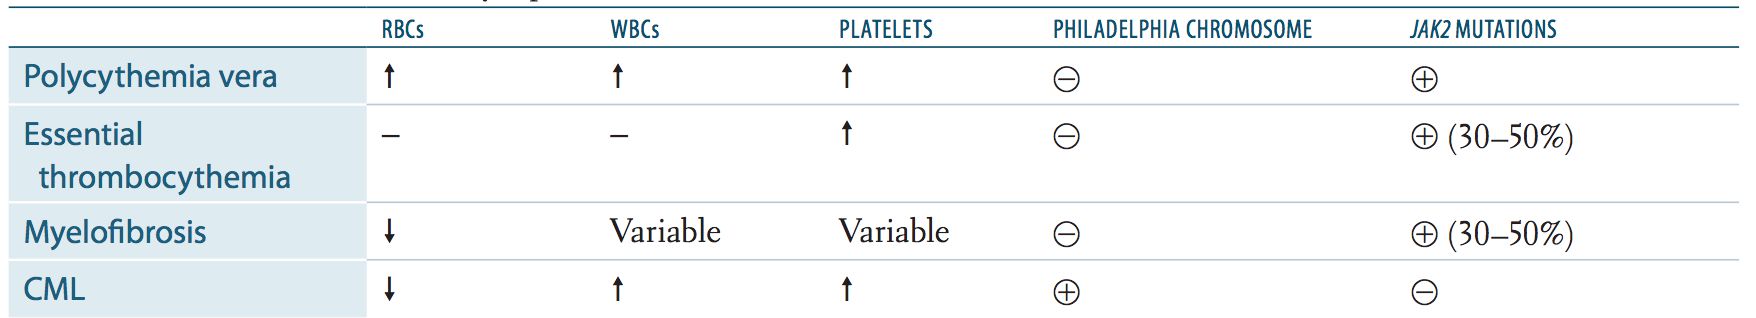 RBCs WBCs PLATELETS PHILADELPHIA CHROMOSOME JAK2 MUTATIONS
Polycythemia vera ↑ ↑ ↑ ⊖ ⊕
Essential – – ↑ ⊖ ⊕ (30–50%)
thrombocythemia
Myelofibrosis ↓ Variable Variable ⊖ ⊕ (30–50%)
CML ↓ ↑ ↑ ⊕ ⊖